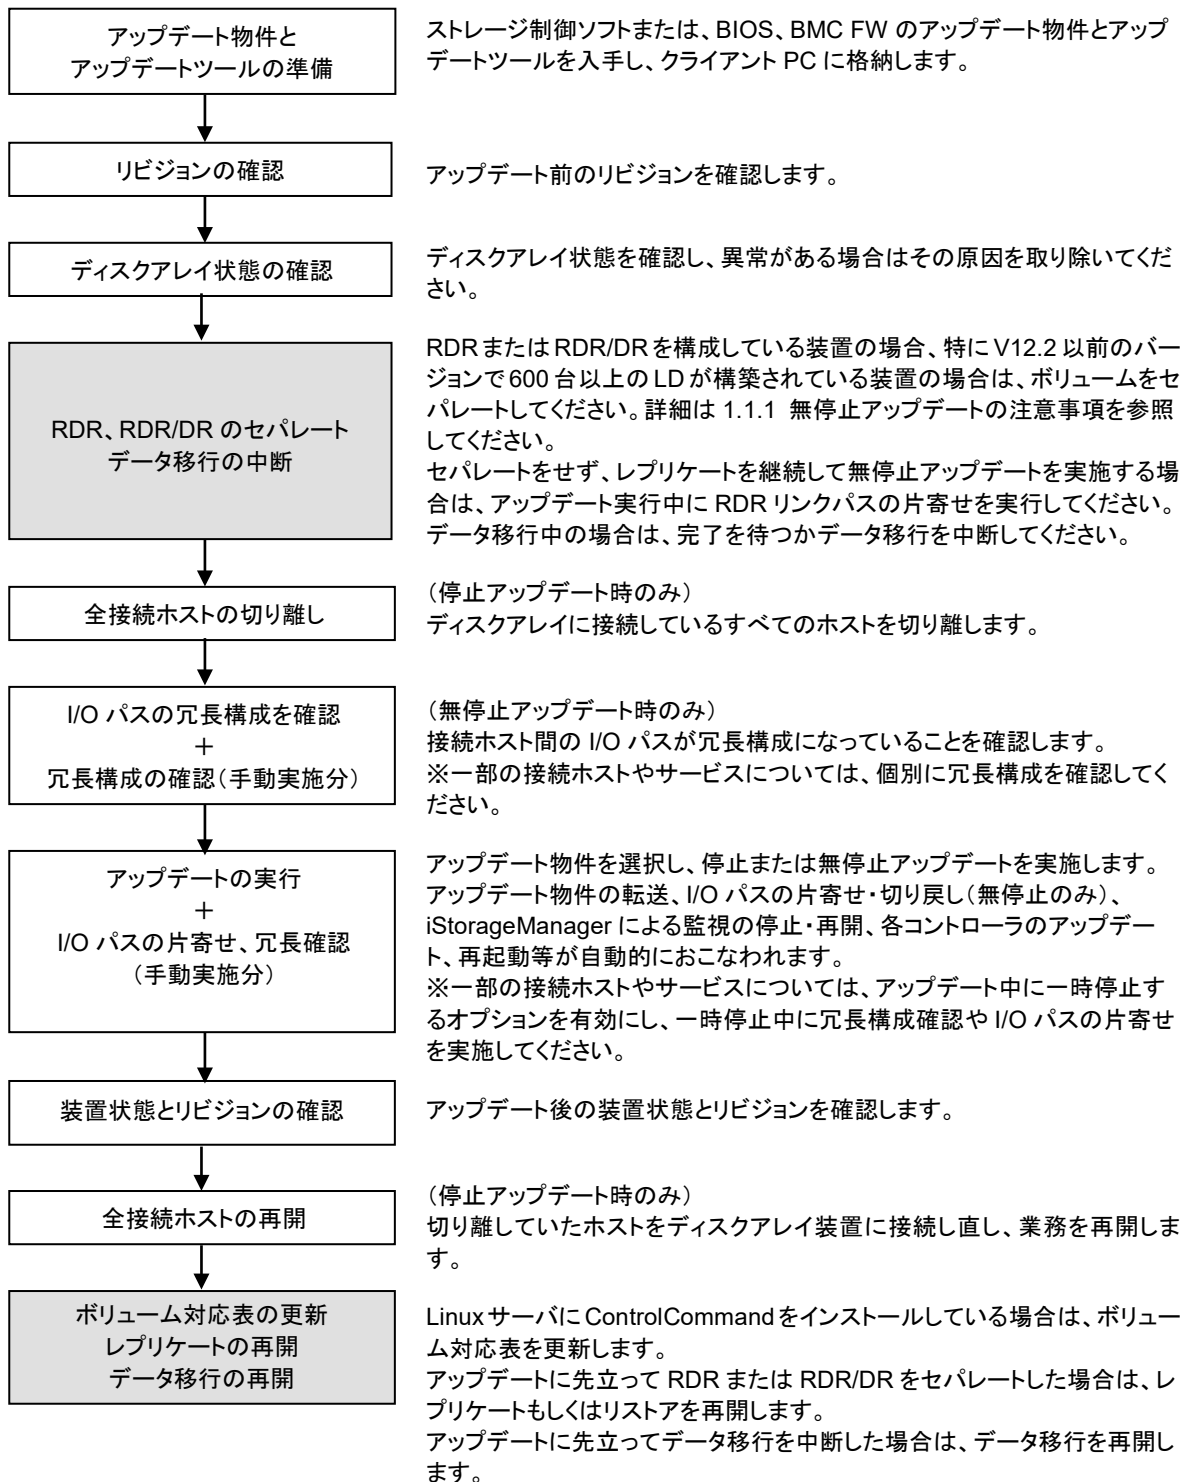 アップデート物件と
アップデートツールの準備
ストレージ制御ソフトまたは、BIOS、BMC FW のアップデート物件とアップ
デートツールを入手し、クライアント PC に格納します。
リビジョンの確認
アップデート前のリビジョンを確認します。
ディスクアレイ状態の確認
ディスクアレイ状態を確認し、異常がある場合はその原因を取り除いてくだ
さい。
RDR、RDR/DR のセパレート
データ移行の中断
RDR または RDR/DR を構成している装置の場合、特に V12.2 以前のバー
ジョンで 600 台以上の LD が構築されている装置の場合は、ボリュームをセ
パレートしてください。詳細は 1.1.1 無停止アップデートの注意事項を参照
してください。
セパレートをせず、レプリケートを継続して無停止アップデートを実施する場
合は、アップデート実行中に RDR リンクパスの片寄せを実行してください。
データ移行中の場合は、完了を待つかデータ移行を中断してください。
全接続ホストの切り離し
（停止アップデート時のみ）
ディスクアレイに接続しているすべてのホストを切り離します。
I/O パスの冗長構成を確認
＋
冗長構成の確認（手動実施分）
（無停止アップデート時のみ）
接続ホスト間の I/O パスが冗長構成になっていることを確認します。
※一部の接続ホストやサービスについては、個別に冗長構成を確認してく
ださい。
アップデートの実行
＋
I/O パスの片寄せ、冗長確認
（手動実施分）
アップデート物件を選択し、停止または無停止アップデートを実施します。
アップデート物件の転送、I/O パスの片寄せ・切り戻し（無停止のみ）、
iStorageManager による監視の停止・再開、各コントローラのアップデー
ト、再起動等が自動的におこなわれます。
※一部の接続ホストやサービスについては、アップデート中に一時停止す
るオプションを有効にし、一時停止中に冗長構成確認や I/O パスの片寄せ
を実施してください。
装置状態とリビジョンの確認
アップデート後の装置状態とリビジョンを確認します。
全接続ホストの再開
（停止アップデート時のみ）
切り離していたホストをディスクアレイ装置に接続し直し、業務を再開しま
す。
ボリューム対応表の更新
レプリケートの再開
データ移行の再開
Linux サーバに ControlCommand をインストールしている場合は、ボリュー
ム対応表を更新します。
アップデートに先立って RDR または RDR/DR をセパレートした場合は、レ
プリケートもしくはリストアを再開します。
アップデートに先立ってデータ移行を中断した場合は、データ移行を再開し
ます。